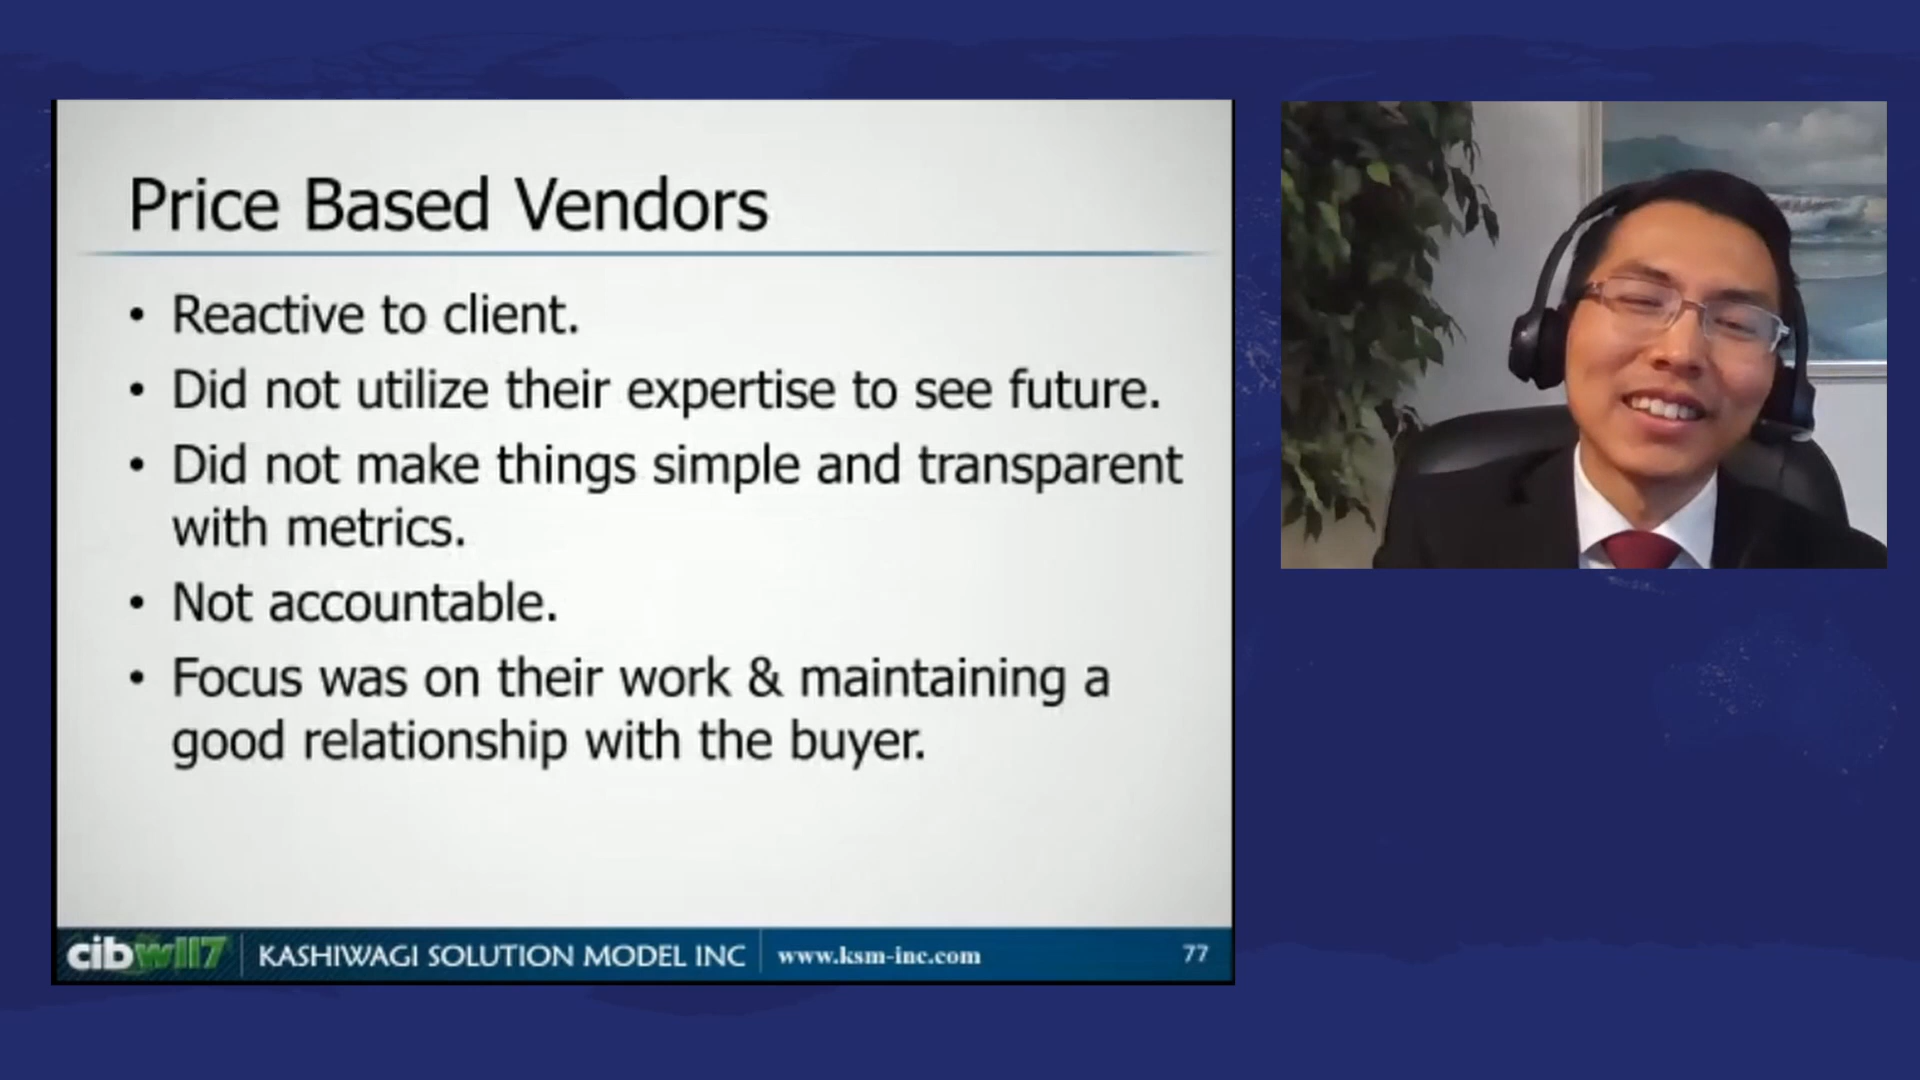 Price Based Vendors
• Reactive to client.
• Did not utilize their expertise to see future.
• Did not make things simple and transparent
with metrics.
• Not accountable.
• Focus was on their work & maintaining a
good relationship with the buyer.
cibw117 KASHIWAGI SOLUTION MODEL INC www.ksm-inc.com 77